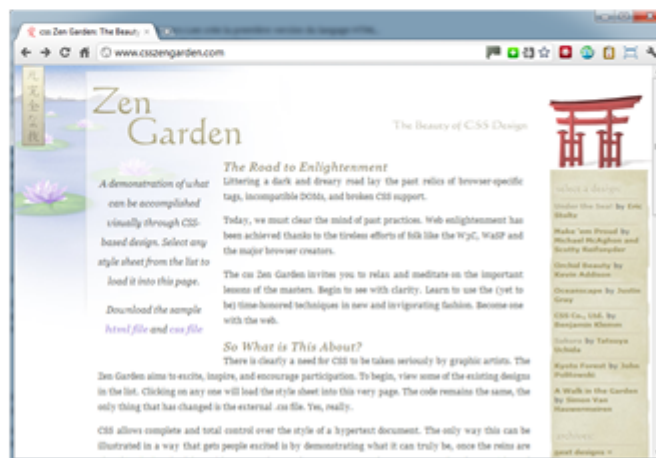 css Zen Garden: The Beauty
www.csszengarden.com
Zen
Garden
The Beauty of CSS Design
A demonstration of what
can be accomplished
visually through CSS-
based design. Select any
style sheet from the list to
load it into this page.
Download the sample
html file and css file
The Road to Enlightenment
Littering a dark and dreary road lay the past relics of browser-specific
tags, incompatible DOMs, and broken CSS support.
Today, we must clear the mind of past practices. Web enlightenment has
been achieved thanks to the tireless efforts of folk like the W3C, WaSP and
the major browser creators.
The css Zen Garden invites you to relax and meditate on the important
lessons of the masters. Begin to see with clarity. Learn to use the (yet to
be) time-honored techniques in new and invigorating fashion. Become one
with the web.
So What is This About?
There is clearly a need for CSS to be taken seriously by graphic artists. The
Zen Garden aims to excite, inspire, and encourage participation. To begin, view some of the existing designs
in the list. Clicking on any one will load the style sheet into this very page. The code remains the same, the
only thing that has changed is the external .css file. Yes, really.
CSS allows complete and total control over the style of a hypertext document. The only way this can be
illustrated in a way that gets people excited is by demonstrating what it can truly be, once the reins are
select a design:
Under the Sea! by Eric
Stoltz
Make 'em Proud by
Michael McAghon and
Scotty Reifsnyder
Orchid Beauty by
Kevin Addison
Oceanscape by Justin
Gray
CSS Co., Ltd. by
Benjamin Klemm
Sakura by Tatsuya
Uchida
Kyoto Forest by John
Politowski
A Walk in the Garden
by Simon Van
Hauwermeiren
archives:
next designs »